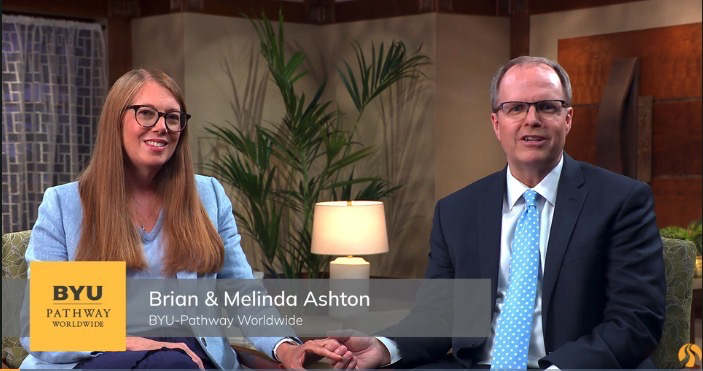 BYU
PATHWAY
WORLDWIDE
Brian & Melinda Ashton
BYU-Pathway Worldwide